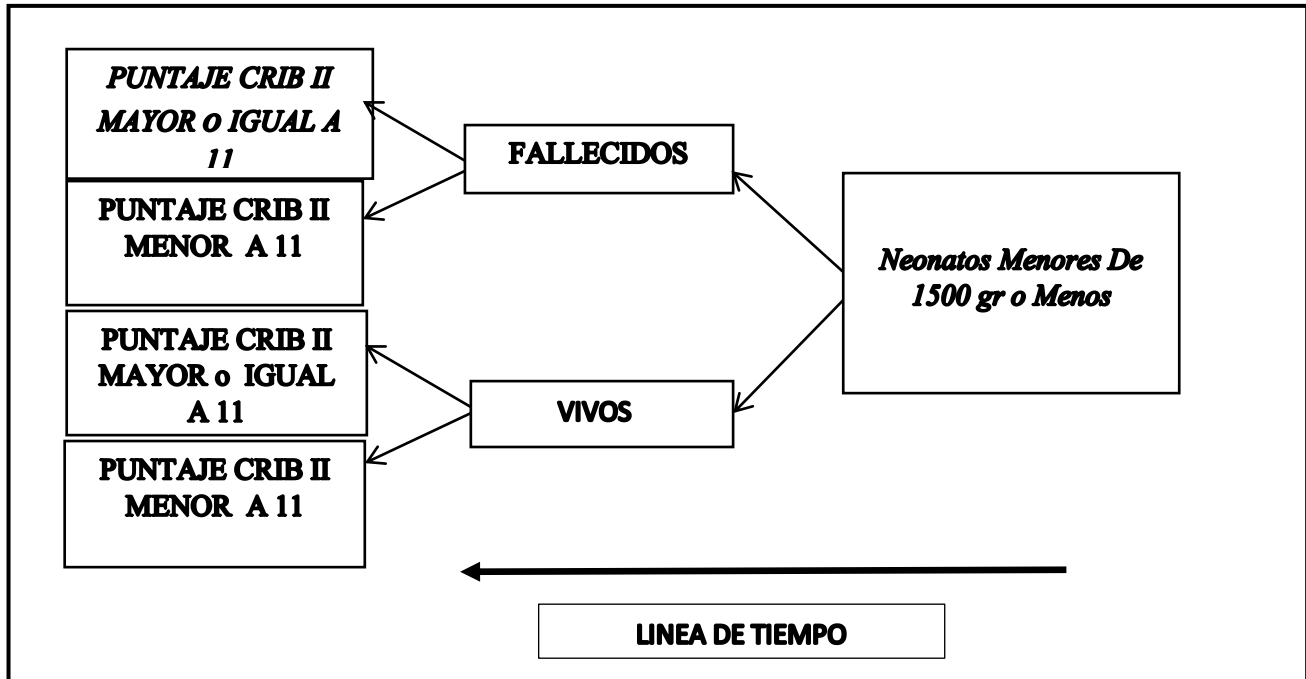 PUNTAJE CRIB II
MAYOR o IGUAL A
11
PUNTAJE CRIB II
MENOR A 11
PUNTAJE CRIB II
MAYOR o IGUAL
A 11
PUNTAJE CRIB II
MENOR A 11
FALLECIDOS
VIVOS
Neonatos Menores De
1500 gr o Menos
LINEA DE TIEMPO